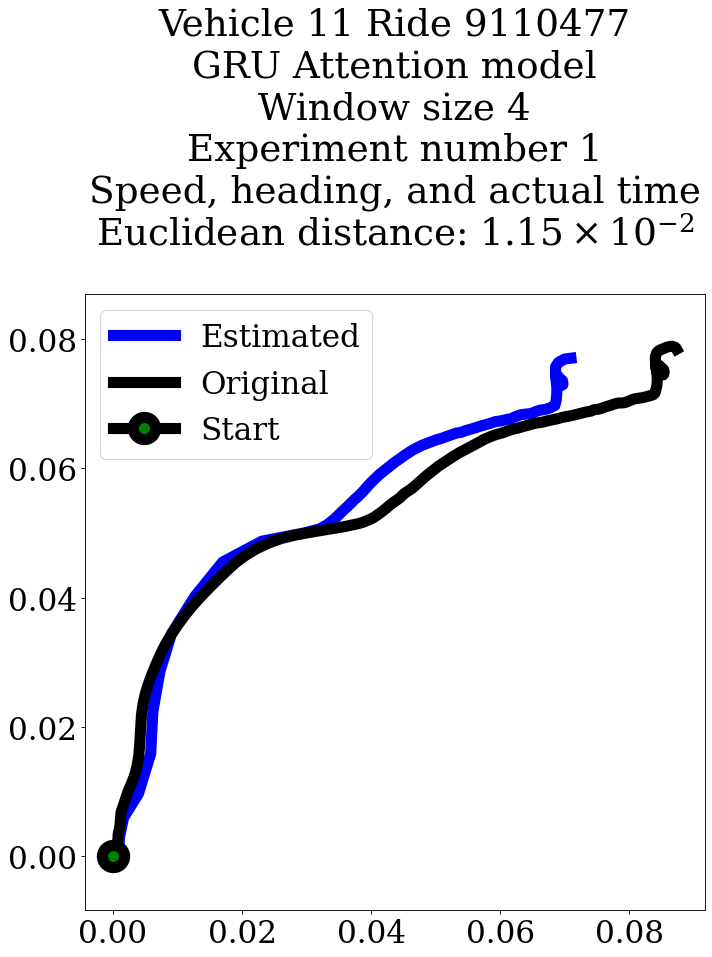 Vehicle 11 Ride 9110477
GRU Attention model
Window size 4
Experiment number 1
Speed, heading, and actual time
Euclidean distance: 1.15 × 10⁻²
Estimated
Original
Start
0.08
0.06
0.04
0.02
0.00
0.00 0.02 0.04 0.06 0.08